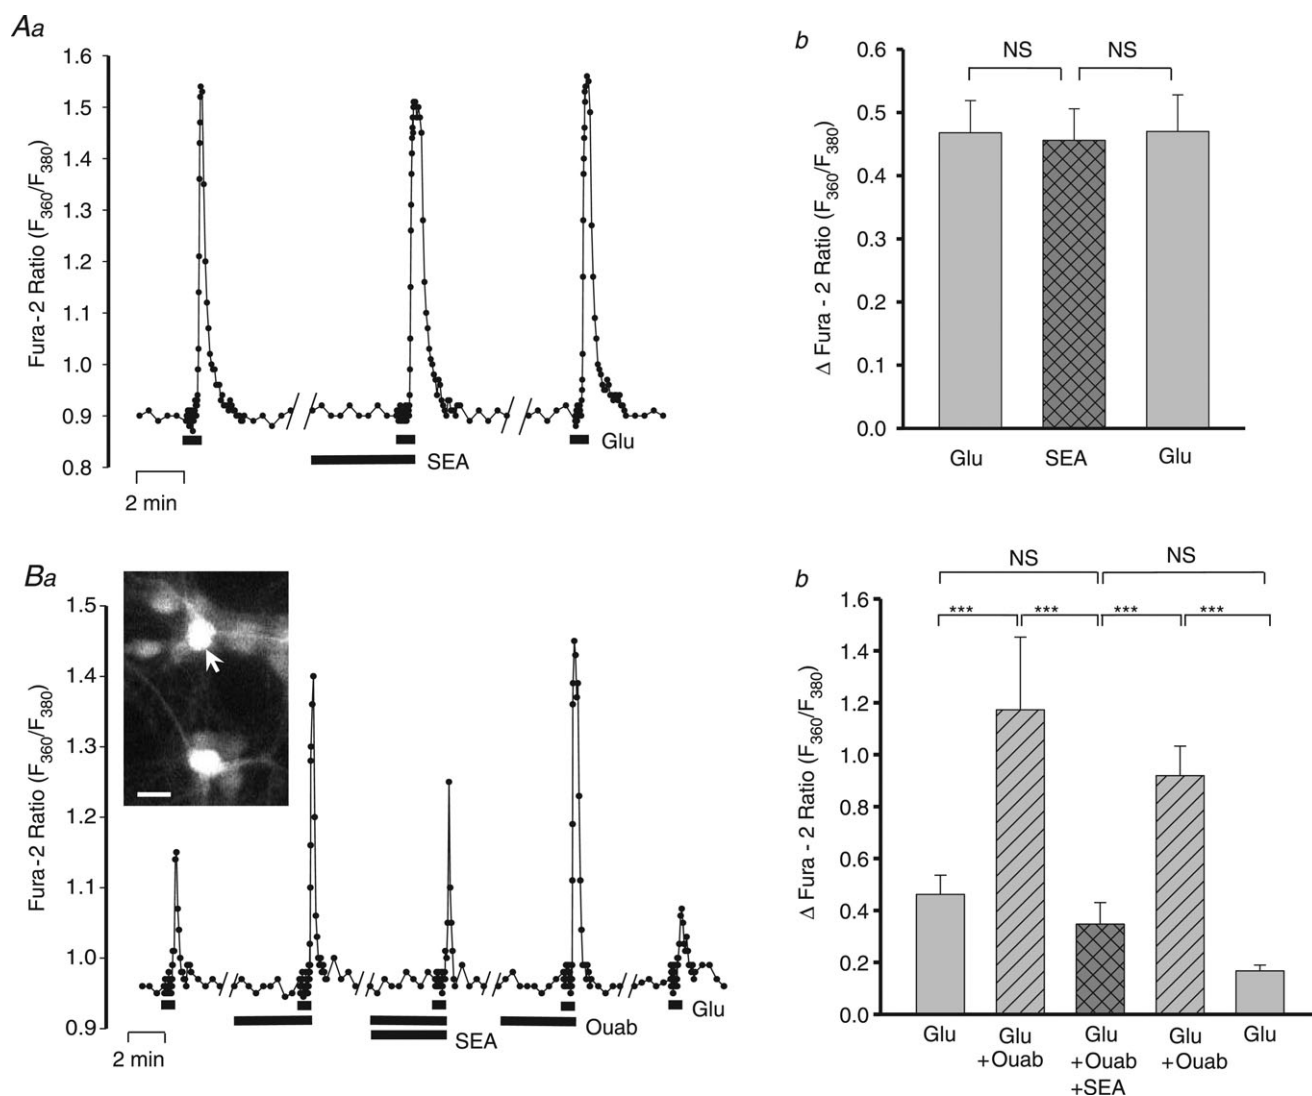 Aa
1.6
1.5
1.4
1.3
1.2
1.1
1.0
0.9
0.8
Fura-2 Ratio (F360/F380)
Glu
SEA
2 min
b
0.6
0.5
0.4
0.3
0.2
0.1
0.0
Δ Fura - 2 Ratio (F360/F380)
NS NS
Glu SEA Glu
Ba
1.5
1.4
1.3
1.2
1.1
1.0
0.9
Fura-2 Ratio (F360/F380)
Glu
Ouab
SEA
2 min
b
NS NS
*** *** *** ***
1.6
1.4
1.2
1.0
0.8
0.6
0.4
0.2
0.0
Δ Fura - 2 Ratio (F360/F380)
Glu Glu Glu Glu Glu
+Ouab +Ouab +Ouab
+SEA